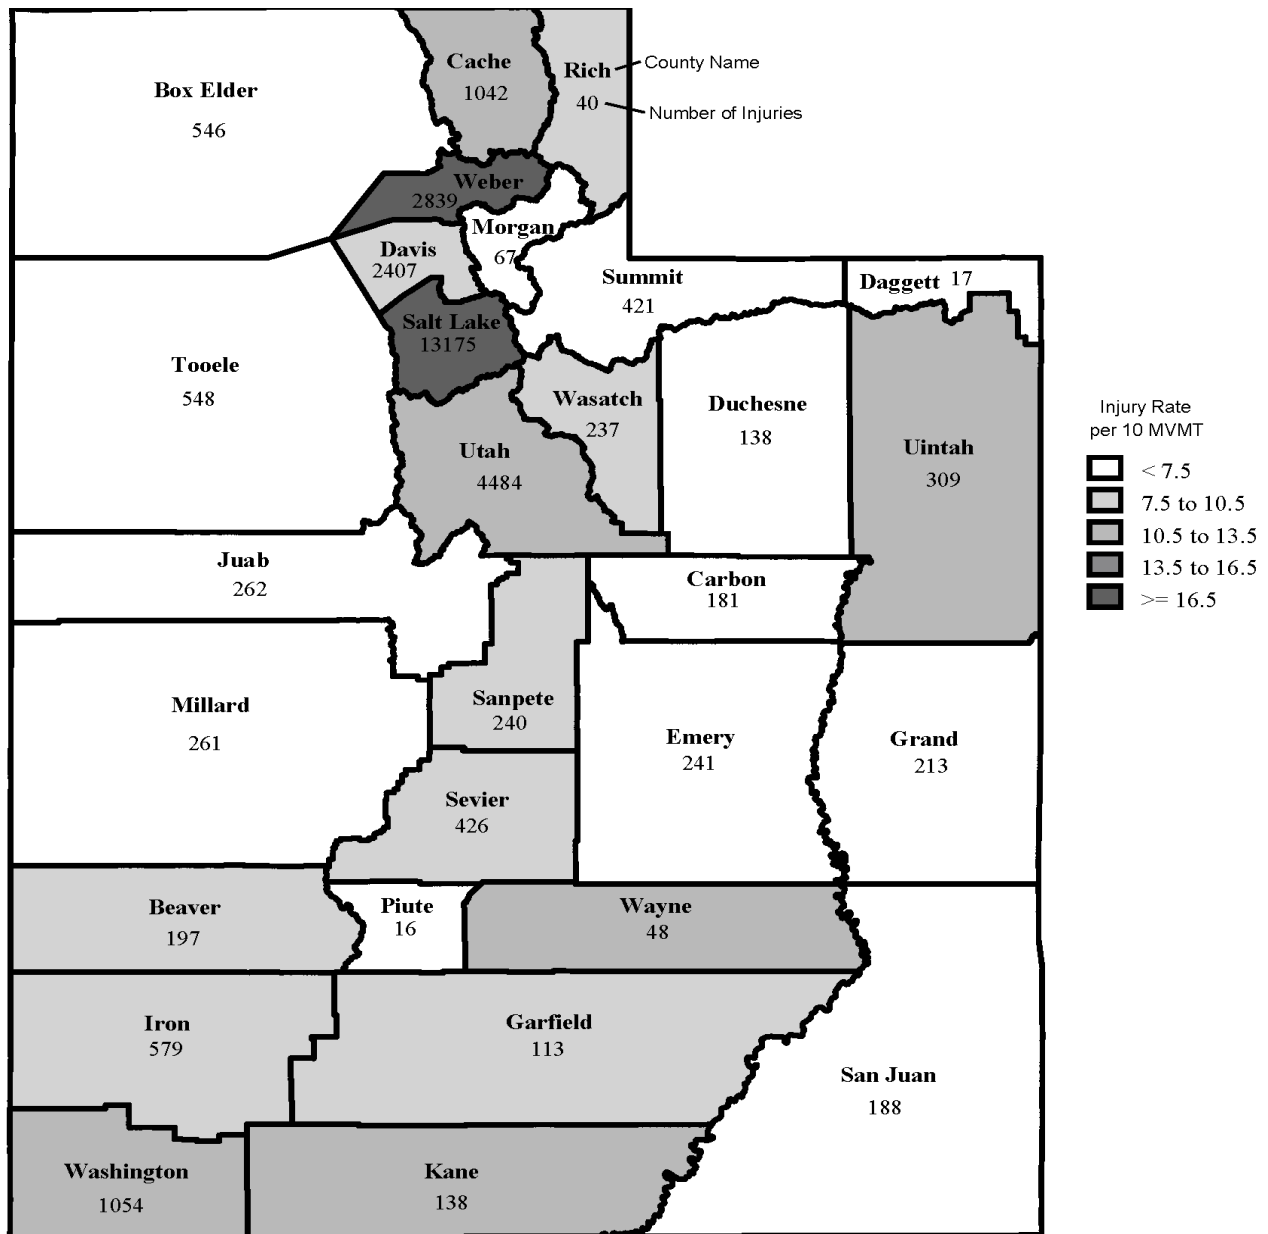 Cache
1042
Rich
40
County Name
Number of Injuries
Box Elder
546
Weber
2839
Morgan
67
Davis
2407
Summit
421
Daggett 17
Salt Lake
13175
Tooele
548
Wasatch
237
Duchesne
138
Uintah
309
Utah
4484
Injury Rate
per 10 MVMT
< 7.5
7.5 to 10.5
10.5 to 13.5
13.5 to 16.5
>= 16.5
Juab
262
Carbon
181
Millard
261
Sanpete
240
Emery
241
Grand
213
Sevier
426
Beaver
197
Piute
16
Wayne
48
Iron
579
Garfield
113
San Juan
188
Washington
1054
Kane
138